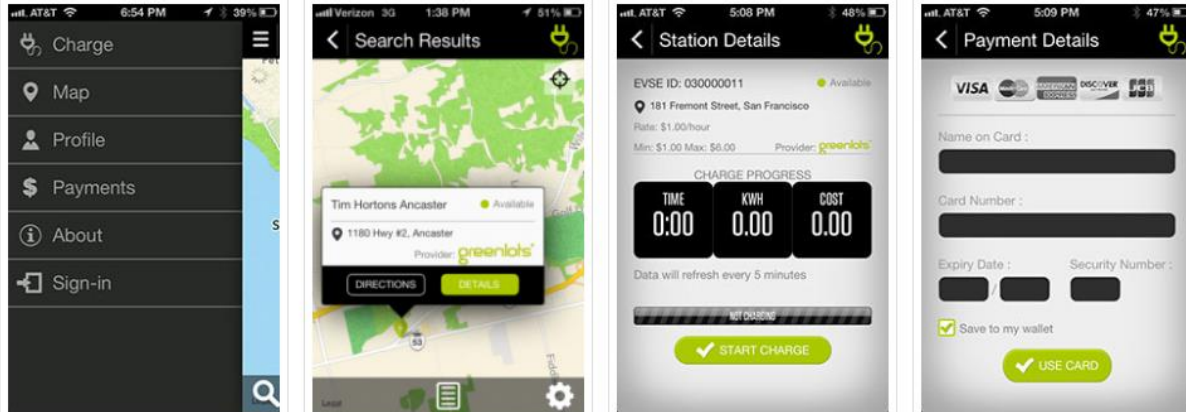 AT&T 6:54 PM 39%
Charge
Map
Profile
Payments
About
Sign-in
Verizon 3G 1:38 PM 51%
Search Results
Tim Hortons Ancaster Available
1180 Hwy #2, Ancaster
Provider: greenlots
DIRECTIONS DETAILS
53
Legal
AT&T 5:08 PM 48%
Station Details
EVSE ID: 030000011 Available
181 Fremont Street, San Francisco
Rate: $1.00/hour
Min: $1.00 Max: $6.00 Provider: greenlots
CHARGE PROGRESS
TIME KWH COST
0:00 0.00 0.00
Data will refresh every 5 minutes
NOT CHARGING
START CHARGE
AT&T 5:09 PM 47%
Payment Details
VISA MasterCard AMERICAN EXPRESS DISCOVER JCB
Name on Card :
Card Number :
Expiry Date : Security Number :
/
Save to my wallet
USE CARD